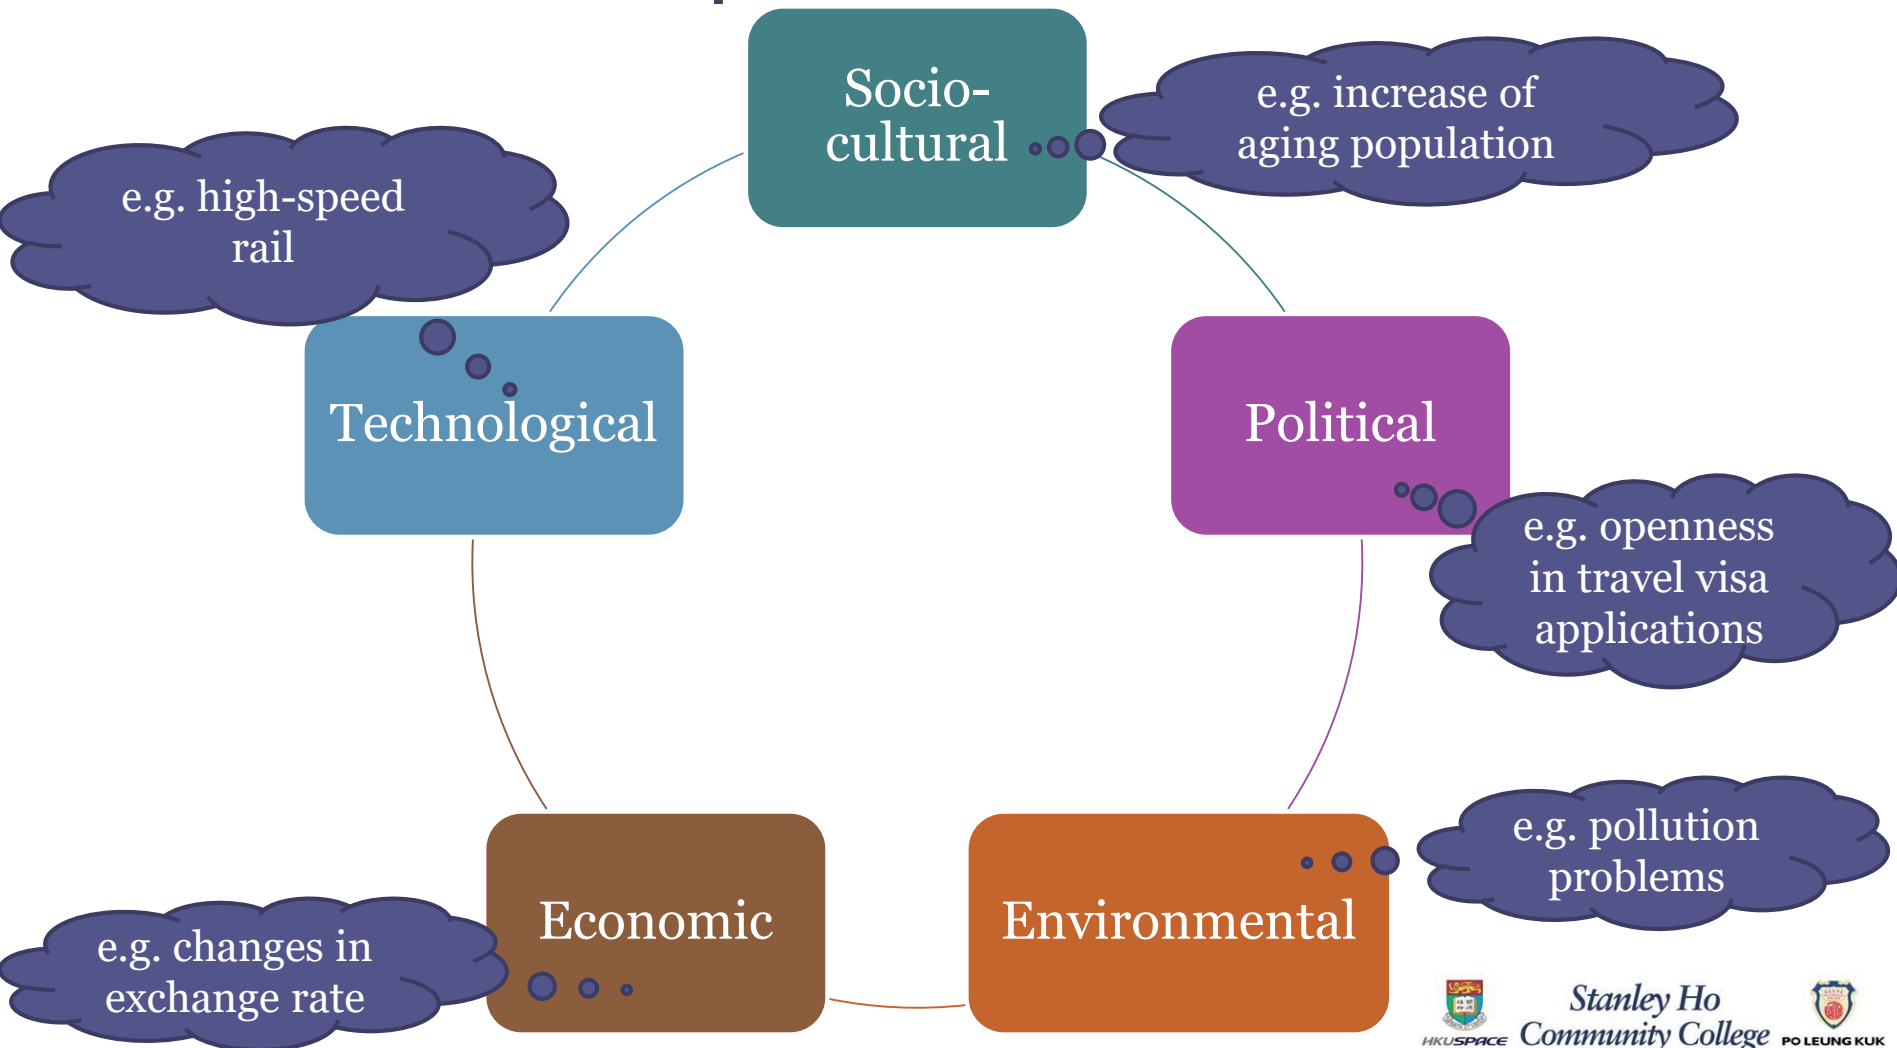 Socio-
cultural
e.g. increase of
aging population
e.g. high-speed
rail
Technological
Political
e.g. openness
in travel visa
applications
e.g. pollution
problems
Economic
Environmental
e.g. changes in
exchange rate
Stanley Ho
Community College
HKUSPACE
PO LEUNG KUK